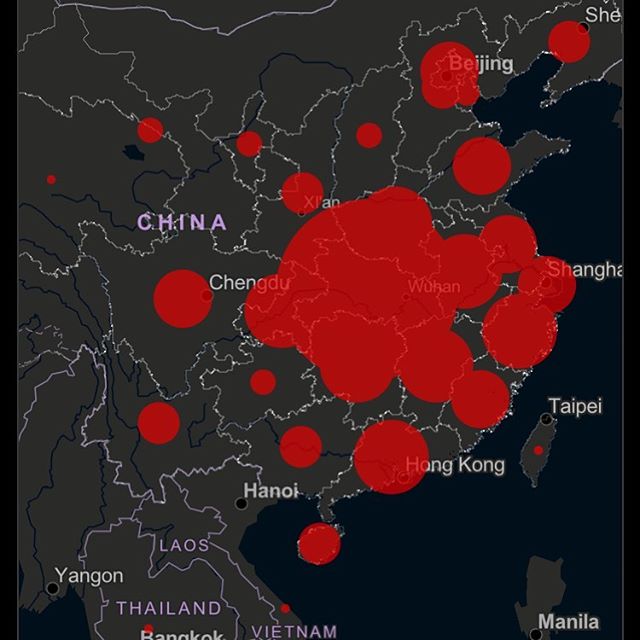 She
Beijing
Xi'an
CHINA
Chengdu
Wuhan
Shangha
Taipei
Hong Kong
Hanoi
LAOS
Yangon
THAILAND
Manila
Bangkok
VIETNAM